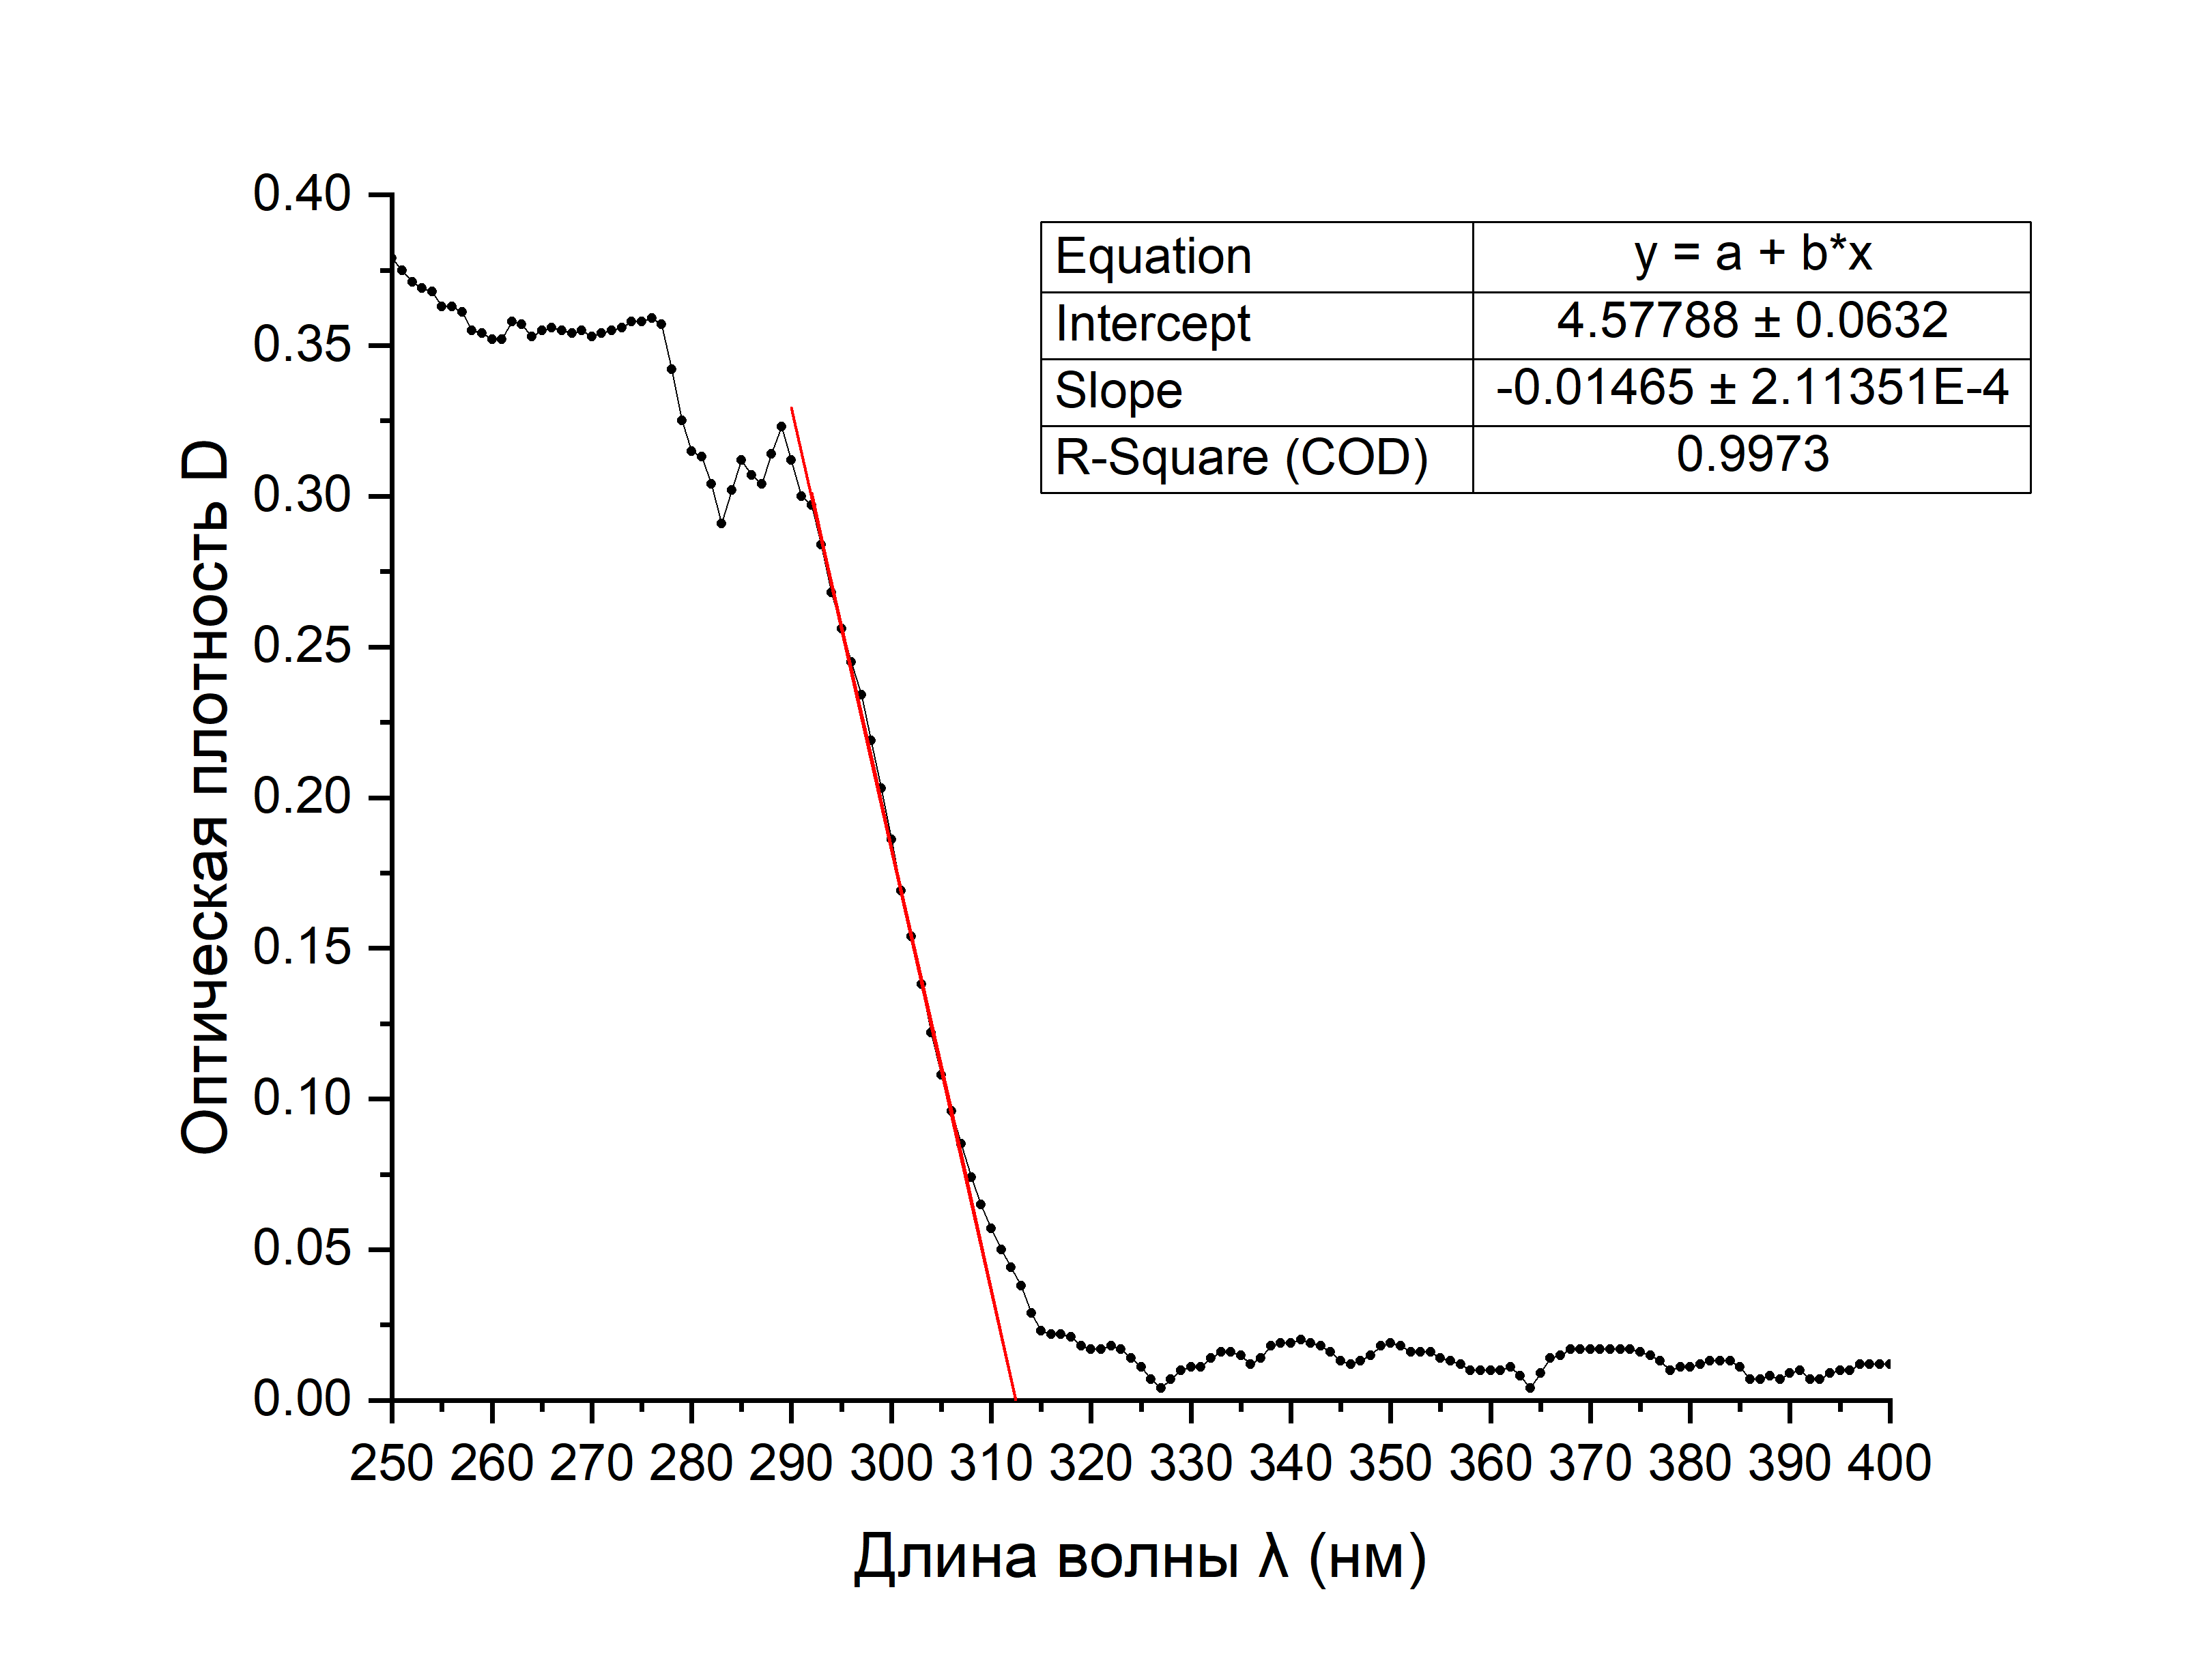 0.40
0.35
0.30
0.25
0.20
0.15
0.10
0.05
0.00
Оптическая плотность D
Equation y = a + b*x
Intercept 4.57788 ± 0.0632
Slope -0.01465 ± 2.11351E-4
R-Square (COD) 0.9973
250 260 270 280 290 300 310 320 330 340 350 360 370 380 390 400
Длина волны λ (нм)